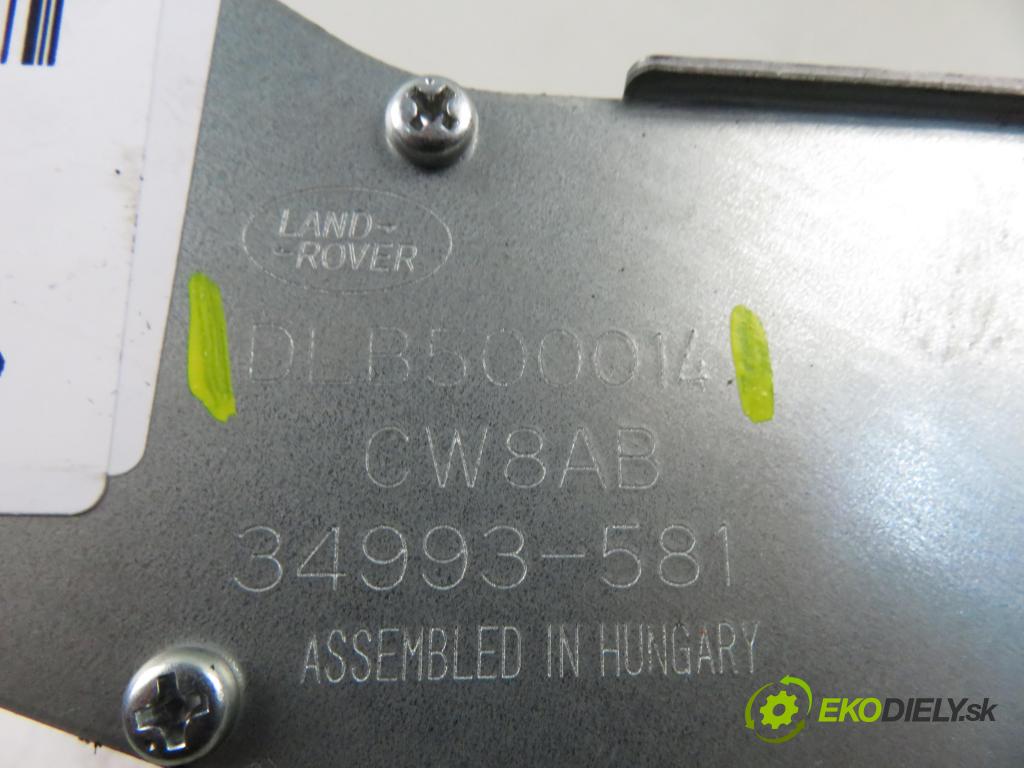 LAND-
-ROVER
DLB500014
CW8AB
34993-581
ASSEMBLED IN HUNGARY
EKODIELY.sk